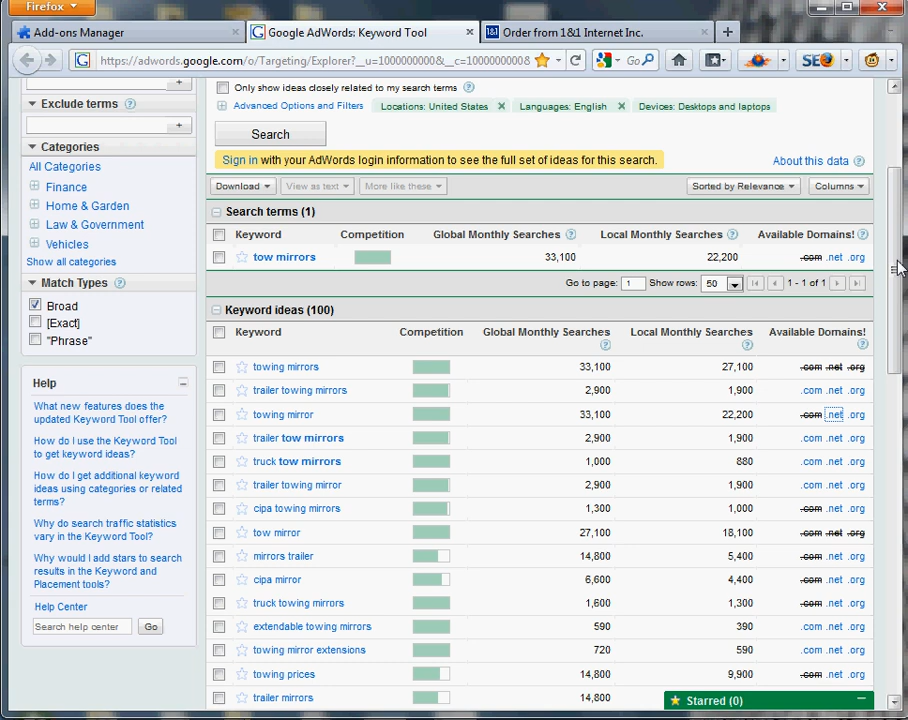 Firefox
Add-ons Manager
Google AdWords: Keyword Tool
Order from 1&1 Internet Inc.
https://adwords.google.com/o/Targeting/Explorer?__u=1000000000&__c=1000000000&
Go
SEO
Exclude terms
Categories
All Categories
Finance
Home & Garden
Law & Government
Vehicles
Show all categories
Match Types
Broad
[Exact]
"Phrase"
Help
What new features does the
updated Keyword Tool offer?
How do I use the Keyword Tool
to get keyword ideas?
How do I get additional keyword
ideas using categories or related
terms?
Why do search traffic statistics
vary in the Keyword Tool?
Why would I add stars to search
results in the Keyword and
Placement tools?
Help Center
Search help center
Go
Only show ideas closely related to my search terms
Advanced Options and Filters
Locations: United States
Languages: English
Devices: Desktops and laptops
Search
Sign in with your AdWords login information to see the full set of ideas for this search.
About this data
Download
View as text
More like these
Sorted by Relevance
Columns
Search terms (1)
Keyword Competition Global Monthly Searches Local Monthly Searches Available Domains!
tow mirrors 33,100 22,200 .com .net .org
Go to page: 1 Show rows: 50 1 - 1 of 1
Keyword ideas (100)
Keyword Competition Global Monthly Searches Local Monthly Searches Available Domains!
towing mirrors 33,100 27,100 .com .net .org
trailer towing mirrors 2,900 1,900 .com .net .org
towing mirror 33,100 22,200 .com .net .org
trailer tow mirrors 2,900 1,900 .com .net .org
truck tow mirrors 1,000 880 .com .net .org
trailer towing mirror 2,900 1,900 .com .net .org
cipa towing mirrors 1,300 1,000 .com .net .org
tow mirror 27,100 18,100 .com .net .org
mirrors trailer 14,800 5,400 .com .net .org
cipa mirror 6,600 4,400 .com .net .org
truck towing mirrors 1,600 1,300 .com .net .org
extendable towing mirrors 590 390 .com .net .org
towing mirror extensions 720 590 .com .net .org
towing prices 14,800 9,900 .com .net .org
trailer mirrors 14,800
Starred (0)